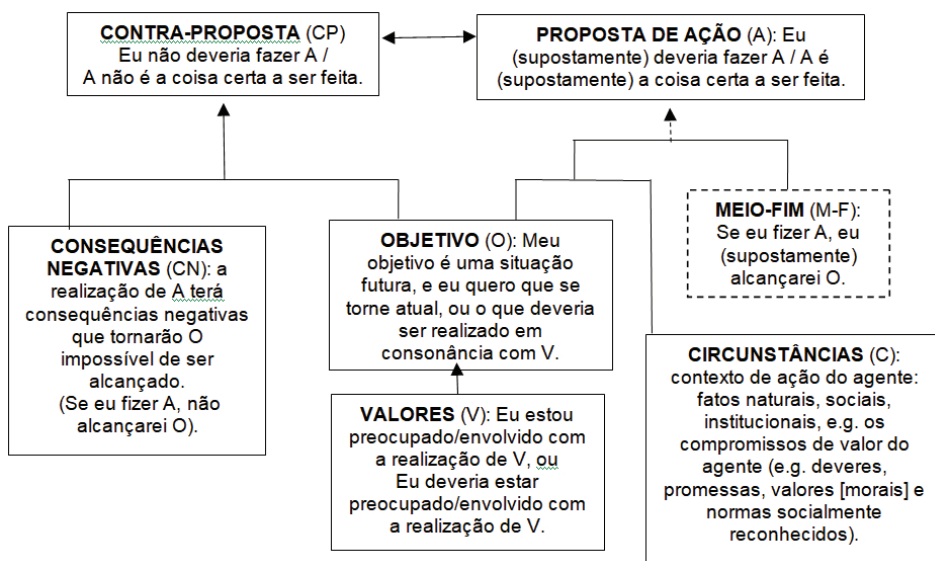 CONTRA-PROPOSTA (CP)
Eu não deveria fazer A /
A não é a coisa certa a ser feita.
PROPOSTA DE AÇÃO (A): Eu
(supostamente) deveria fazer A / A é
(supostamente) a coisa certa a ser feita.
CONSEQUÊNCIAS
NEGATIVAS (CN): a
realização de A terá
consequências negativas
que tornarão O
impossível de ser
alcançado.
(Se eu fizer A, não
alcançarei O).
OBJETIVO (O): Meu
objetivo é uma situação
futura, e eu quero que se
torne atual, ou o que deveria
ser realizado em
consonância com V.
MEIO-FIM (M-F):
Se eu fizer A, eu
(supostamente)
alcançarei O.
VALORES (V): Eu estou
preocupado/envolvido com
a realização de V, ou
Eu deveria estar
preocupado/envolvido com
a realização de V.
CIRCUNSTÂNCIAS (C):
contexto de ação do agente:
fatos naturais, sociais,
institucionais, e.g. os
compromissos de valor do
agente (e.g. deveres,
promessas, valores [morais] e
normas socialmente
reconhecidos).